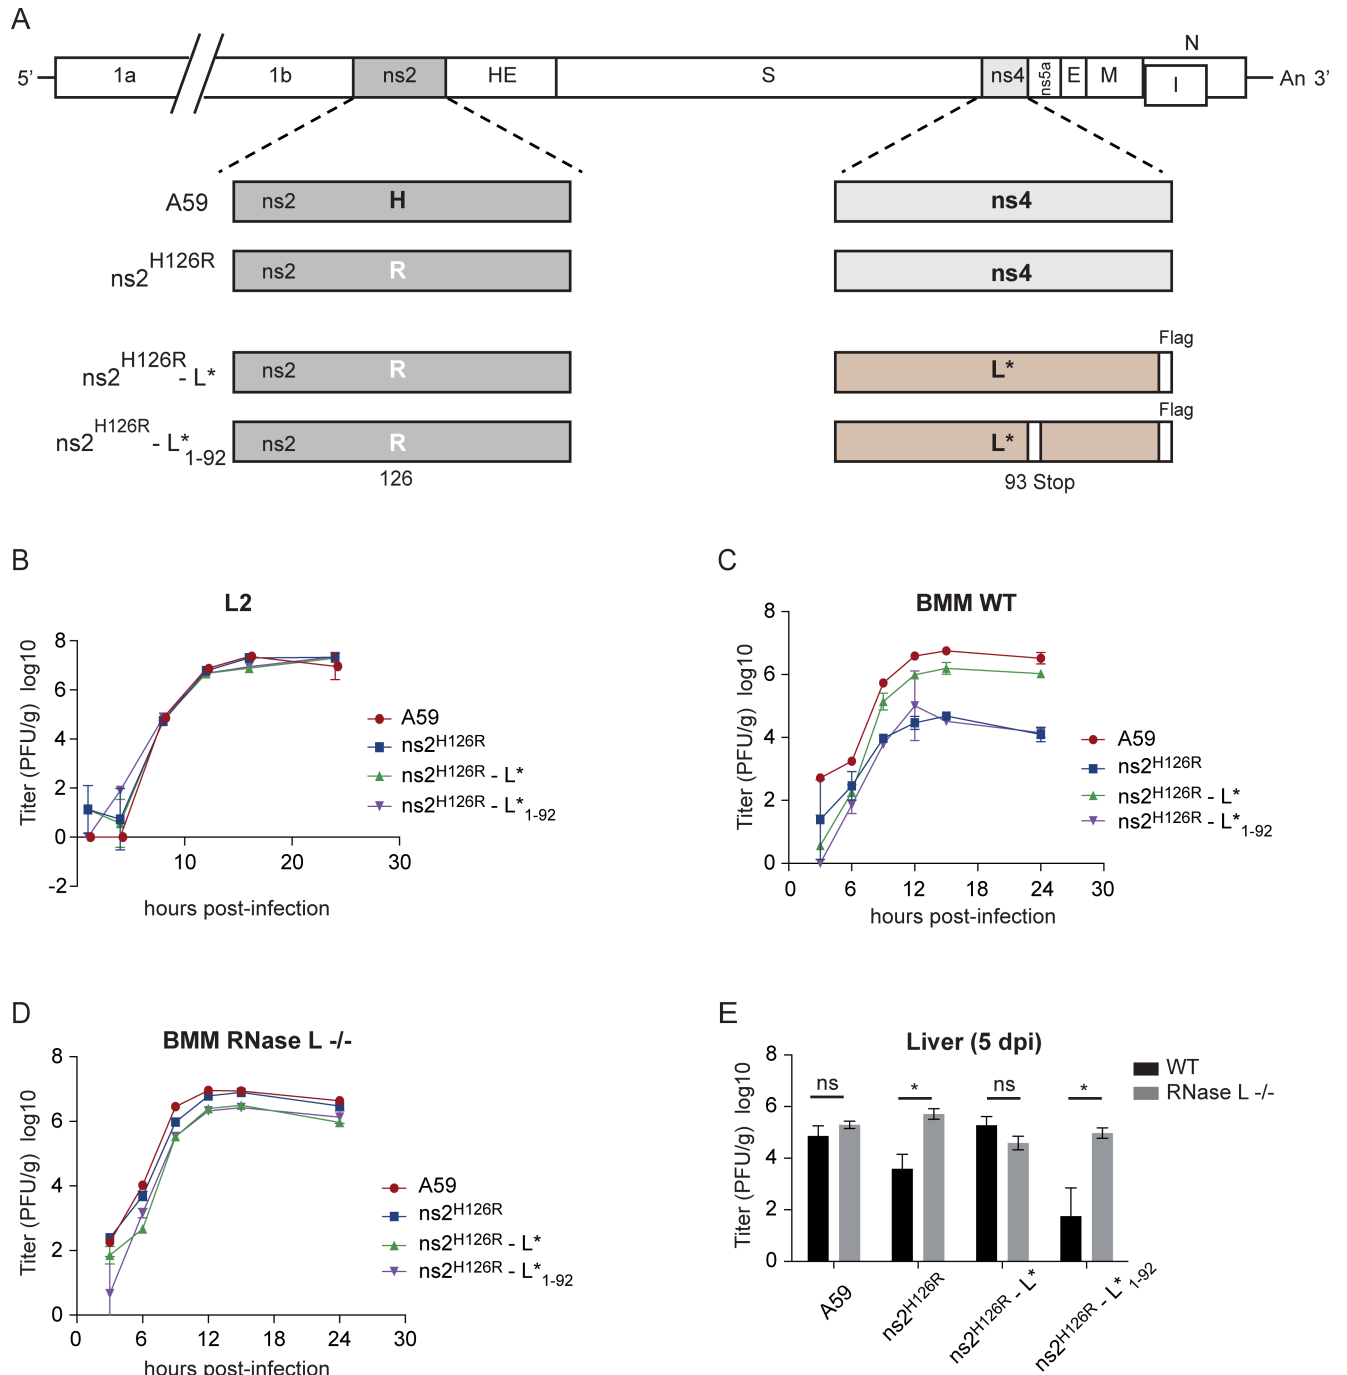 A
5' 1a 1b ns2 HE S ns4 ns5a E M N I An 3'
A59 ns2 H ns4
ns2H126R ns2 R ns4
Flag
ns2H126R - L* ns2 R L*
Flag
ns2H126R - L*1-92 ns2 R L*
126 93 Stop
B
L2
Titer (PFU/g) log10
8
6
4
2
0
-2
10 20 30
hours post-infection
A59
ns2H126R
ns2H126R - L*
ns2H126R - L*1-92
C
BMM WT
Titer (PFU/g) log10
8
6
4
2
0
0 6 12 18 24 30
hours post-infection
A59
ns2H126R
ns2H126R - L*
ns2H126R - L*1-92
D
BMM RNase L -/-
Titer (PFU/g) log10
8
6
4
2
0
0 6 12 18 24 30
hours post-infection
A59
ns2H126R
ns2H126R - L*
ns2H126R - L*1-92
E
Liver (5 dpi)
Titer (PFU/g) log10
8
6
4
2
0
ns * ns *
WT
RNase L -/-
A59
ns2H126R
ns2H126R - L*
ns2H126R - L*1-92